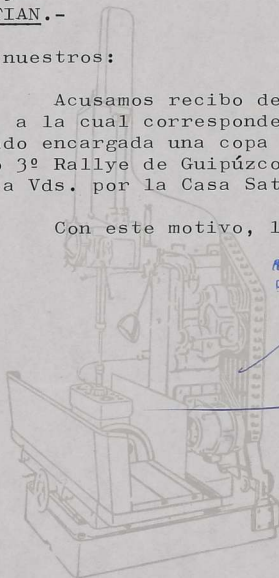 TIAN.-
nuestros:
Acusamos recibo de
a la cual corresponde
do encargada una copa
3º Rallye de Guipúzco
a Vds. por la Casa Sat
Con este motivo, l